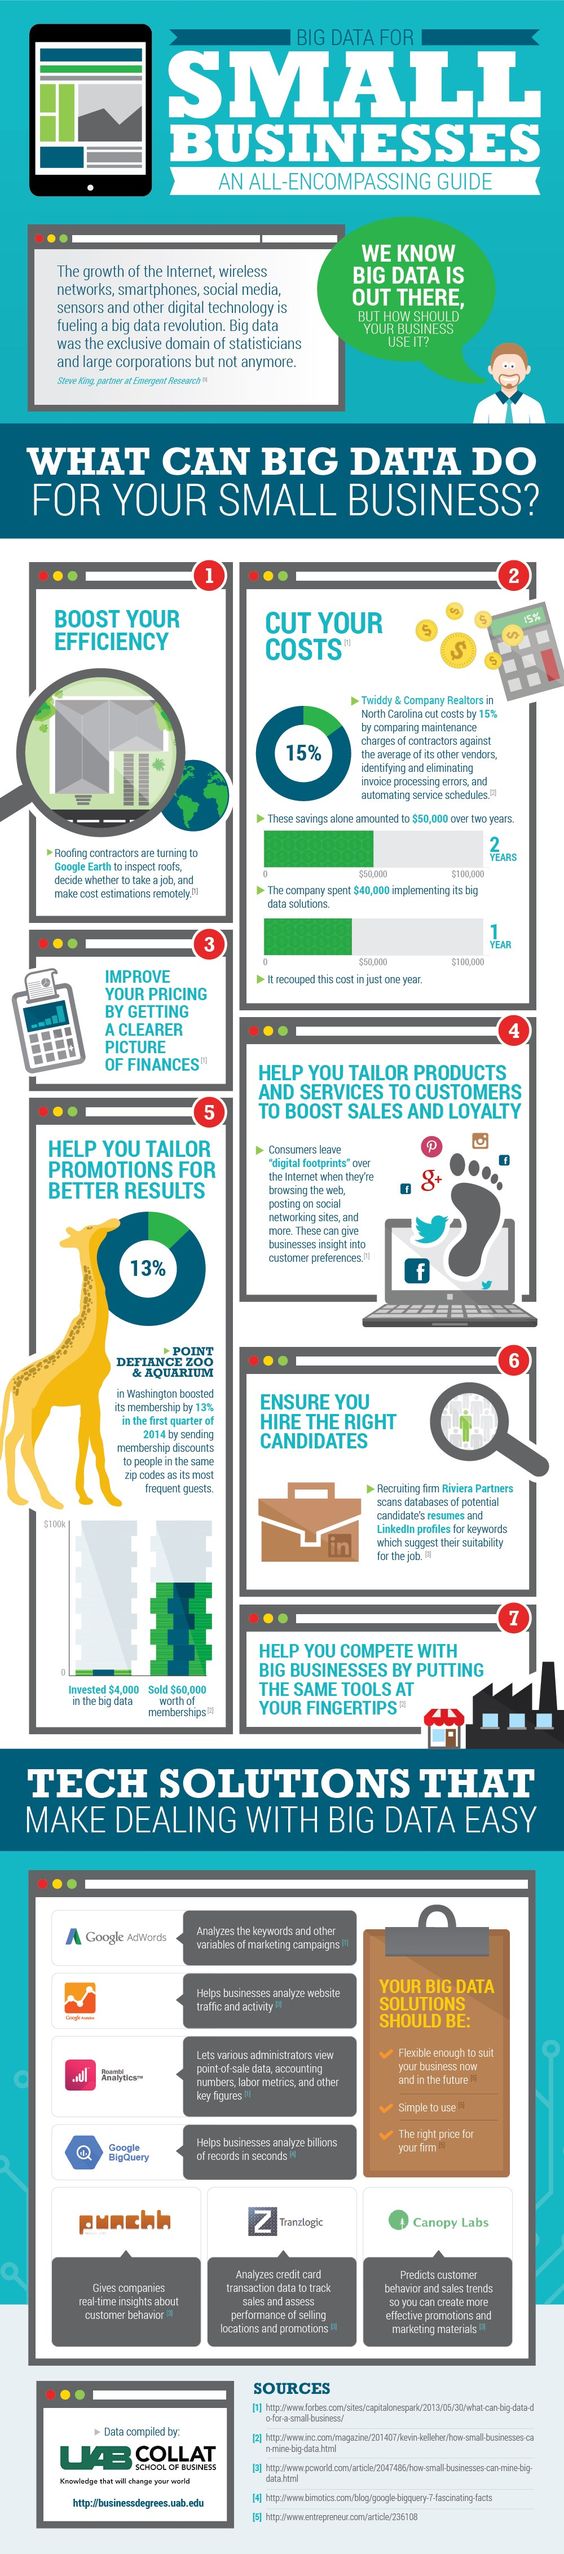 BIG DATA FOR
SMALL
BUSINESSES
AN ALL-ENCOMPASSING GUIDE
The growth of the Internet, wireless
networks, smartphones, social media,
sensors and other digital technology is
fueling a big data revolution. Big data
was the exclusive domain of statisticians
and large corporations but not anymore.
Steve King, partner at Emergent Research [5]
WE KNOW
BIG DATA IS
OUT THERE,
BUT HOW SHOULD
YOUR BUSINESS
USE IT?
WHAT CAN BIG DATA DO
FOR YOUR SMALL BUSINESS?
1
BOOST YOUR
EFFICIENCY
Roofing contractors are turning to
Google Earth to inspect roofs,
decide whether to take a job, and
make cost estimations remotely.[1]
2
CUT YOUR
COSTS [1]
15%
15%
Twiddy & Company Realtors in
North Carolina cut costs by 15%
by comparing maintenance
charges of contractors against
the average of its other vendors,
identifying and eliminating
invoice processing errors, and
automating service schedules.[2]
These savings alone amounted to $50,000 over two years.
2
YEARS
0 $50,000 $100,000
The company spent $40,000 implementing its big
data solutions.
1
YEAR
0 $50,000 $100,000
It recouped this cost in just one year.
3
IMPROVE
YOUR PRICING
BY GETTING
A CLEARER
PICTURE
OF FINANCES [1]
4
HELP YOU TAILOR PRODUCTS
AND SERVICES TO CUSTOMERS
TO BOOST SALES AND LOYALTY
Consumers leave
"digital footprints" over
the Internet when they're
browsing the web,
posting on social
networking sites, and
more. These can give
businesses insight into
customer preferences.[1]
g+
5
HELP YOU TAILOR
PROMOTIONS FOR
BETTER RESULTS
13%
POINT
DEFIANCE ZOO
& AQUARIUM
in Washington boosted
its membership by 13%
in the first quarter of
2014 by sending
membership discounts
to people in the same
zip codes as its most
frequent guests.
$100k
0
Invested $4,000
in the big data
Sold $60,000
worth of
memberships [2]
6
ENSURE YOU
HIRE THE RIGHT
CANDIDATES
in
Recruiting firm Riviera Partners
scans databases of potential
candidate's resumes and
LinkedIn profiles for keywords
which suggest their suitability
for the job. [3]
7
HELP YOU COMPETE WITH
BIG BUSINESSES BY PUTTING
THE SAME TOOLS AT
YOUR FINGERTIPS [2]
TECH SOLUTIONS THAT
MAKE DEALING WITH BIG DATA EASY
Google AdWords
Analyzes the keywords and other
variables of marketing campaigns [1]
Google Analytics
Helps businesses analyze website
traffic and activity
Roambi
Analytics™
Lets various administrators view
point-of-sale data, accounting
numbers, labor metrics, and other
key figures [1]
Google
BigQuery
Helps businesses analyze billions
of records in seconds [4]
YOUR BIG DATA
SOLUTIONS
SHOULD BE:
Flexible enough to suit
your business now
and in the future [5]
Simple to use [5]
The right price for
your firm [5]
punchh
Gives companies
real-time insights about
customer behavior [3]
Z Tranzlogic
Analyzes credit card
transaction data to track
sales and assess
performance of selling
locations and promotions [3]
Canopy Labs
Predicts customer
behavior and sales trends
so you can create more
effective promotions and
marketing materials [3]
Data compiled by:
UAB COLLAT
SCHOOL OF BUSINESS
Knowledge that will change your world
http://businessdegrees.uab.edu
SOURCES
[1] http://www.forbes.com/sites/capitalonespark/2013/05/30/what-can-big-data-d
o-for-a-small-business/
[2] http://www.inc.com/magazine/201407/kevin-kelleher/how-small-businesses-ca
n-mine-big-data.html
[3] http://www.pcworld.com/article/2047486/how-small-businesses-can-mine-big-
data.html
[4] http://www.bimotics.com/blog/google-bigquery-7-fascinating-facts
[5] http://www.entrepreneur.com/article/236108